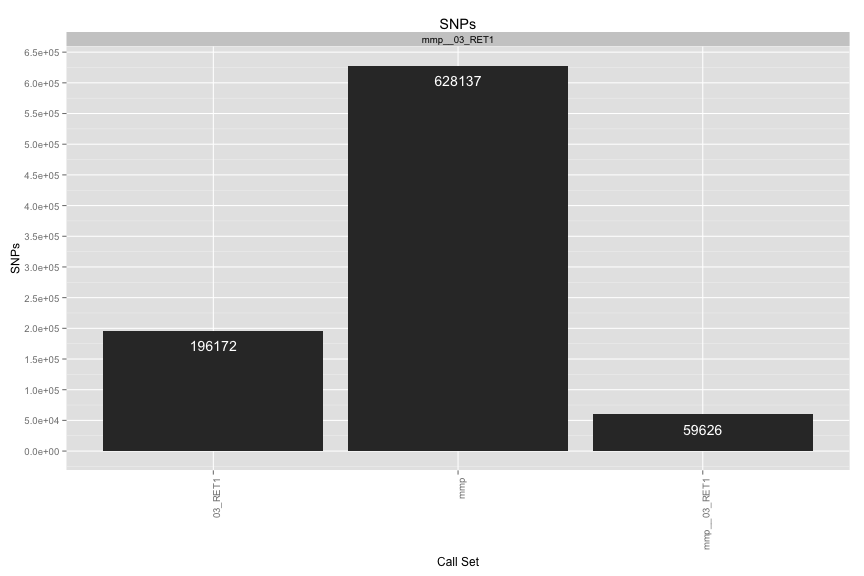 SNPs
mmp__03_RET1
6.5e+05
6.0e+05
5.5e+05
5.0e+05
4.5e+05
4.0e+05
3.5e+05
3.0e+05
2.5e+05
2.0e+05
1.5e+05
1.0e+05
5.0e+04
0.0e+00
SNPs
196172
628137
59626
03_RET1
mmp
mmp__03_RET1
Call Set